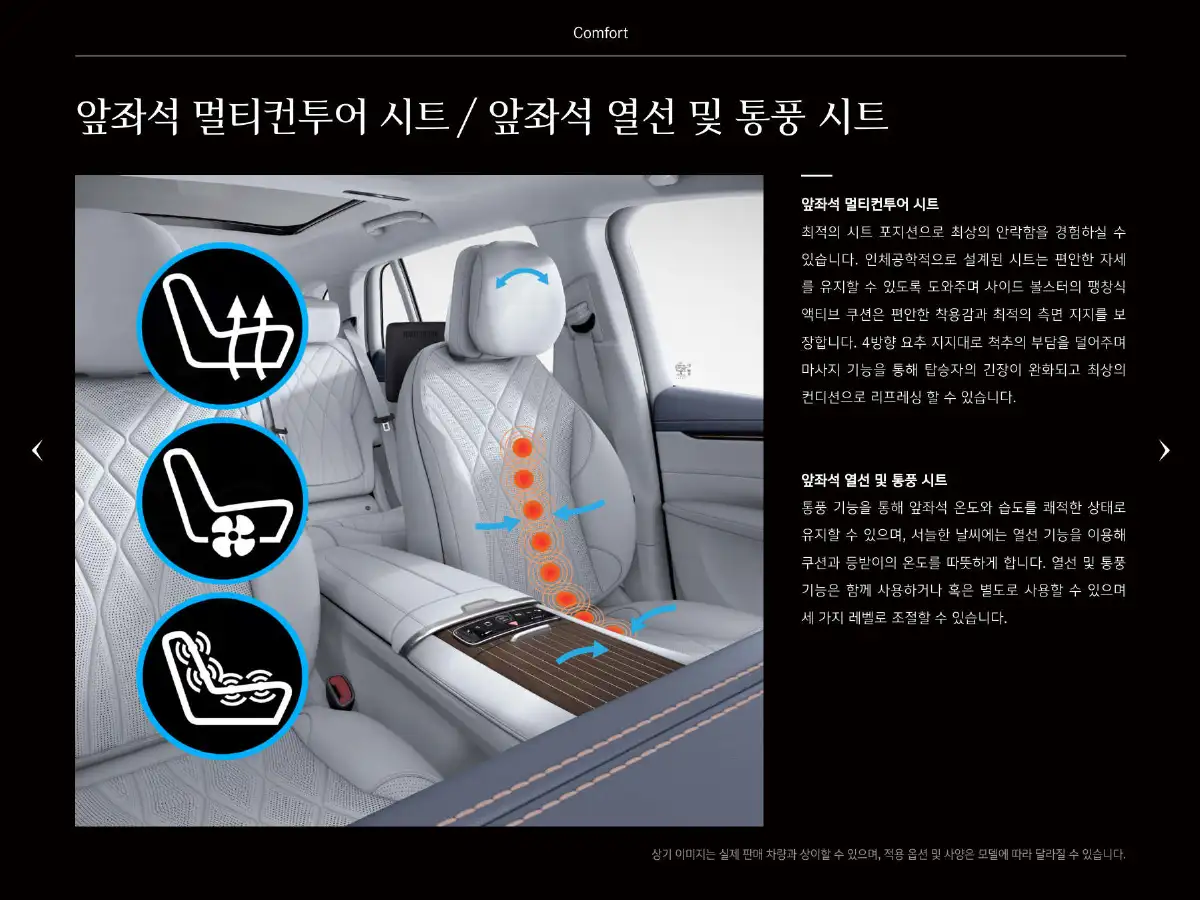 Comfort
앞좌석 멀티컨투어 시트 / 앞좌석 열선 및 통풍 시트
앞좌석 멀티컨투어 시트
최적의 시트 포지션으로 최상의 안락함을 경험하실 수
있습니다. 인체공학적으로 설계된 시트는 편안한 자세
를 유지할 수 있도록 도와주며 사이드 볼스터의 팽창식
액티브 쿠션은 편안한 착용감과 최적의 측면 지지를 보
장합니다. 4방향 요추 지지대로 척추의 부담을 덜어주며
마사지 기능을 통해 탑승자의 긴장이 완화되고 최상의
컨디션으로 리프레싱 할 수 있습니다.
앞좌석 열선 및 통풍 시트
통풍 기능을 통해 앞좌석 온도와 습도를 쾌적한 상태로
유지할 수 있으며, 서늘한 날씨에는 열선 기능을 이용해
쿠션과 등받이의 온도를 따뜻하게 합니다. 열선 및 통풍
기능은 함께 사용하거나 혹은 별도로 사용할 수 있으며
세 가지 레벨로 조절할 수 있습니다.
상기 이미지는 실제 판매 차량과 상이할 수 있으며, 적용 옵션 및 사양은 모델에 따라 달라질 수 있습니다.